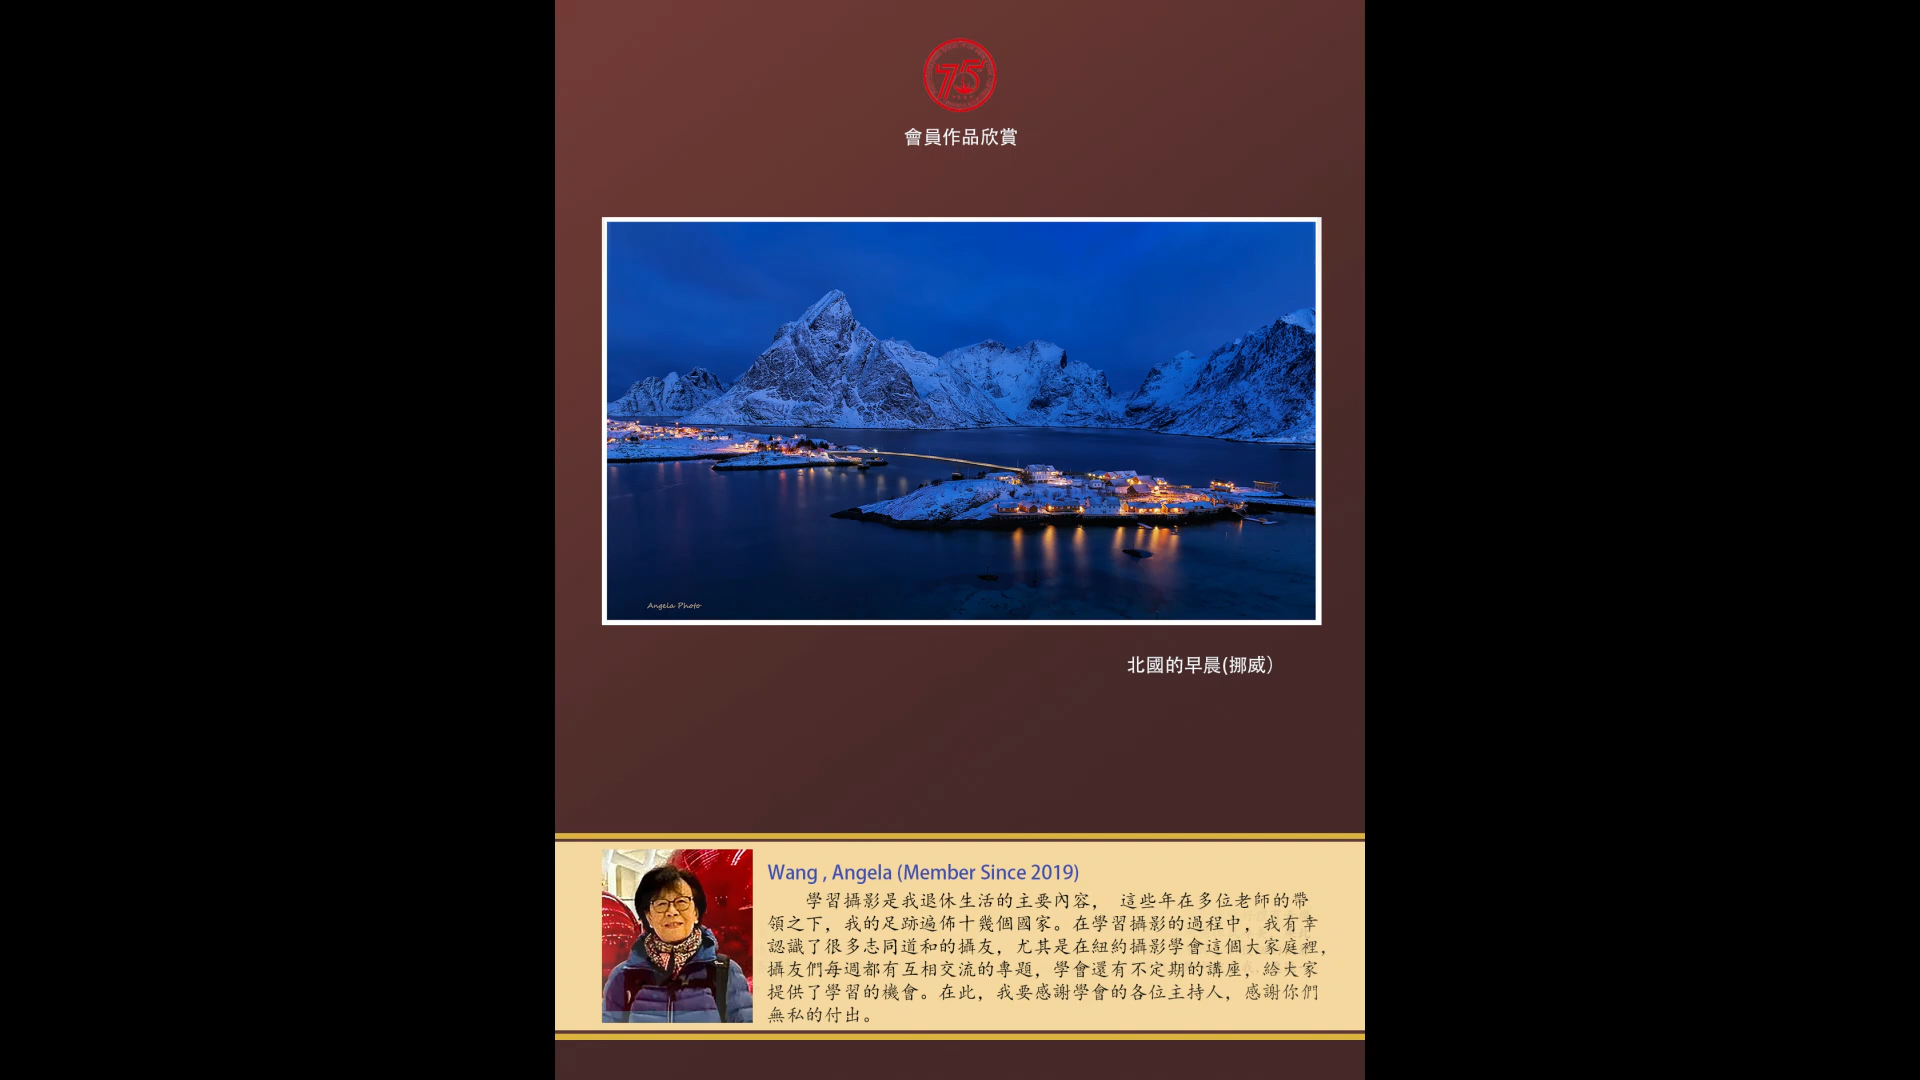 75
會員作品欣賞
Angela Photo
北國的早晨(挪威）
Wang , Angela (Member Since 2019)
學習攝影是我退休生活的主要內容， 這些年在多位老師的帶
領之下，我的足跡遍佈十幾個國家。在學習攝影的過程中，我有幸
認識了很多志同道和的攝友，尤其是在紐約攝影學會這個大家庭裡，
攝友們每週都有互相交流的專題，學會還有不定期的講座，給大家
提供了學習的機會。在此，我要感謝學會的各位主持人，感謝你們
無私的付出。